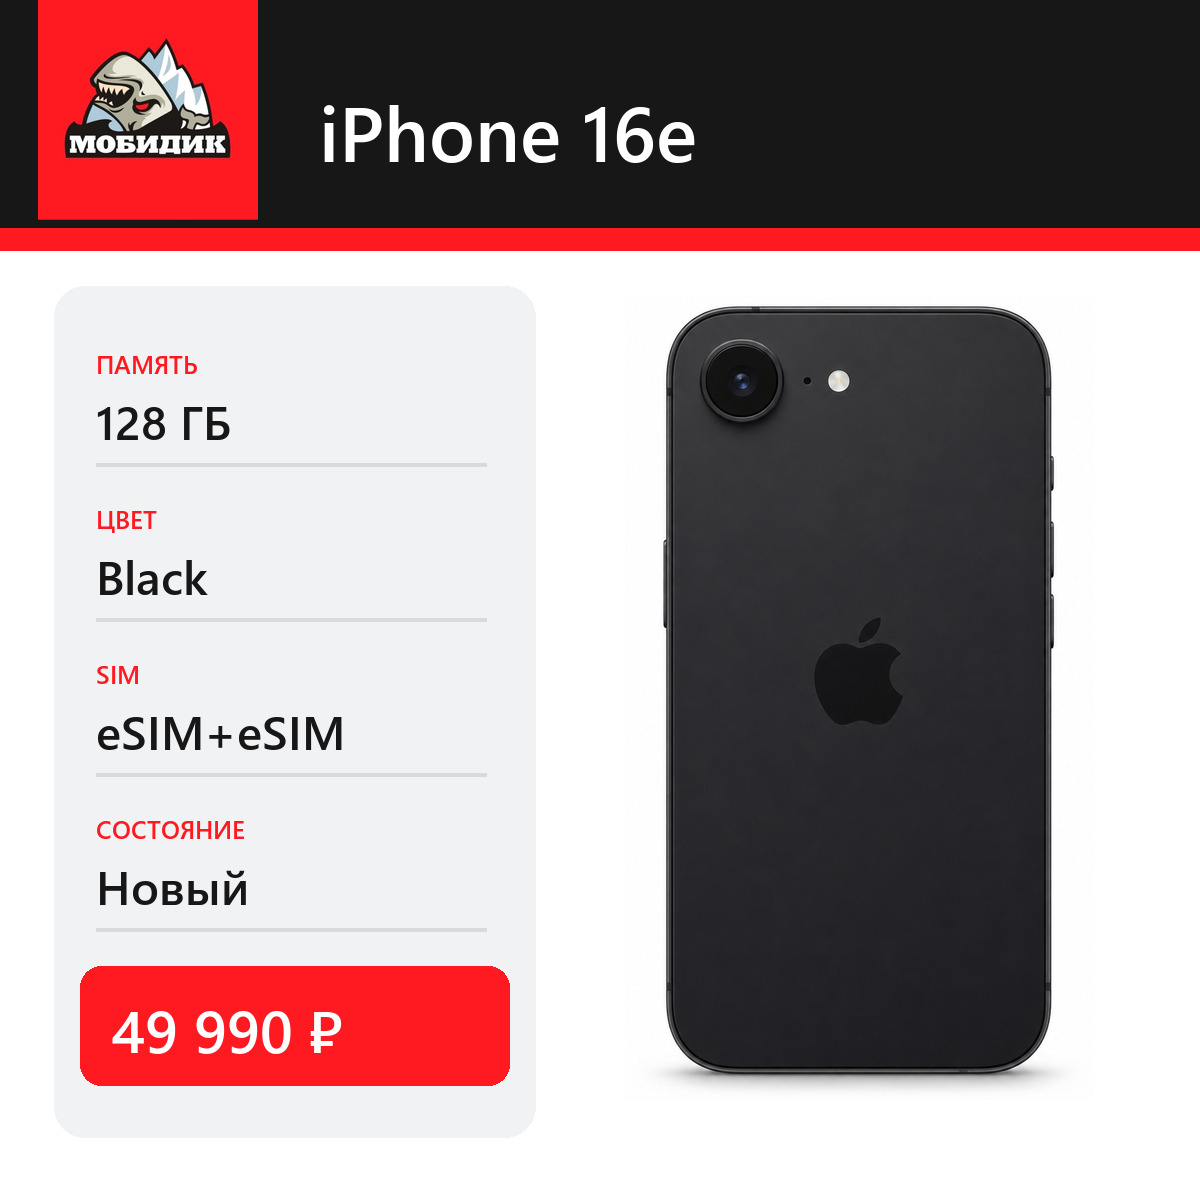 МОБИДИК
iPhone 16e
ПАМЯТЬ
128 ГБ
ЦВЕТ
Black
SIM
eSIM+eSIM
СОСТОЯНИЕ
Новый
49 990 ₽